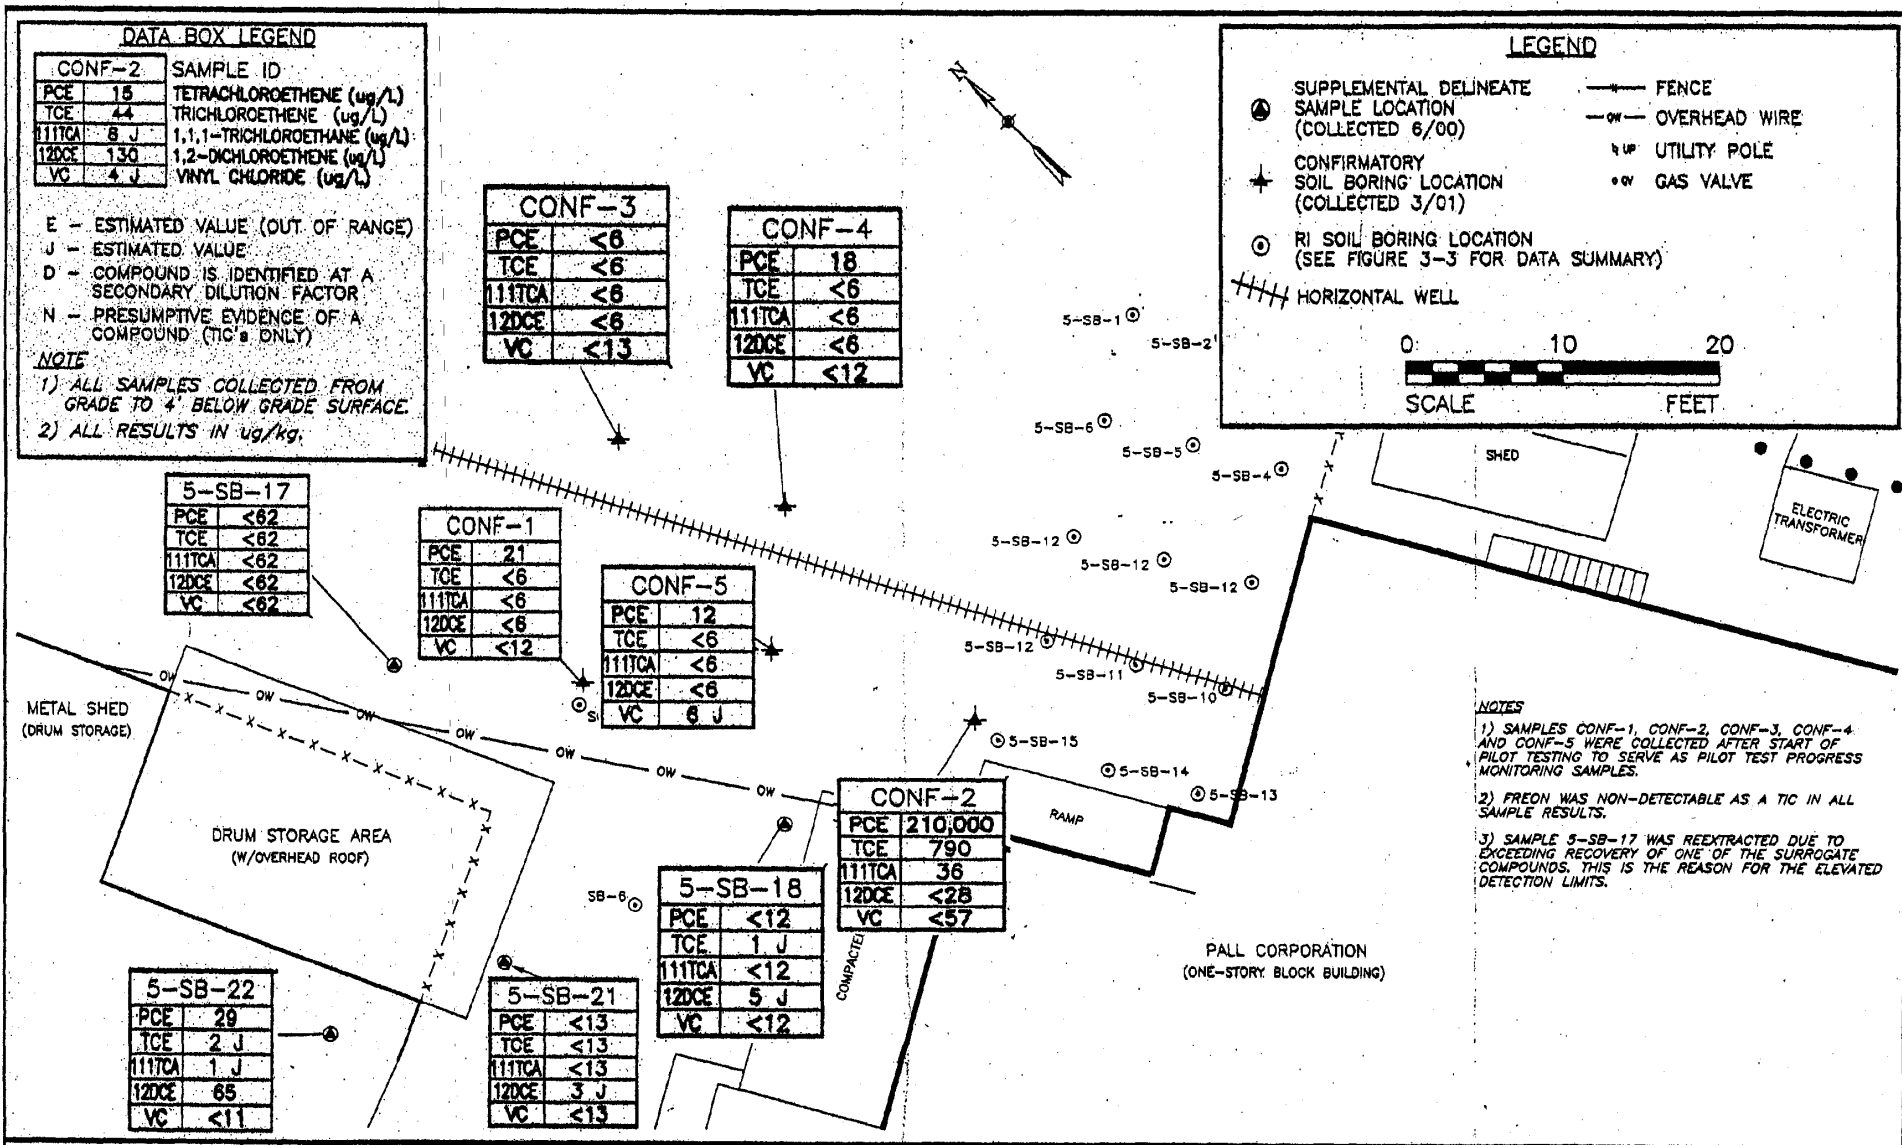 DATA BOX LEGEND
CONF-2 SAMPLE ID
PCE 15 TETRACHLOROETHENE (ug/L)
TCE 44 TRICHLOROETHENE (ug/L)
111TCA 8 J 1,1,1-TRICHLOROETHANE (ug/L)
12DCE 130 1,2-DICHLOROETHENE (ug/L)
VC 4 J VINYL CHLORIDE (ug/L)
E - ESTIMATED VALUE (OUT OF RANGE)
J - ESTIMATED VALUE
D - COMPOUND IS IDENTIFIED AT A
SECONDARY DILUTION FACTOR
N - PRESUMPTIVE EVIDENCE OF A
COMPOUND (TIC's ONLY)
NOTE
1) ALL SAMPLES COLLECTED FROM
GRADE TO 4' BELOW GRADE SURFACE.
2) ALL RESULTS IN ug/kg.
N
LEGEND
SUPPLEMENTAL DELINEATE
SAMPLE LOCATION
(COLLECTED 6/00)
CONFIRMATORY
SOIL BORING LOCATION
(COLLECTED 3/01)
RI SOIL BORING LOCATION
(SEE FIGURE 3-3 FOR DATA SUMMARY)
HORIZONTAL WELL
FENCE
OW OVERHEAD WIRE
UP UTILITY POLE
GV GAS VALVE
0 10 20
SCALE FEET
CONF-3
PCE <6
TCE <6
111TCA <6
12DCE <6
VC <13
CONF-4
PCE 18
TCE <6
111TCA <6
12DCE <6
VC <12
5-SB-1
5-SB-2
5-SB-6
5-SB-5
5-SB-4
SHED
ELECTRIC
TRANSFORMER
5-SB-17
PCE <62
TCE <62
111TCA <62
12DCE <62
VC <62
CONF-1
PCE 21
TCE <6
111TCA <6
12DCE <6
VC <12
CONF-5
PCE 12
TCE <6
111TCA <6
12DCE <6
VC 6 J
5-SB-12
5-SB-12
5-SB-12
5-SB-12
5-SB-11
5-SB-10
5-SB-15
5-SB-14
5-SB-13
RAMP
METAL SHED
(DRUM STORAGE)
OW
OW
OW
OW
OW
OW
OW
DRUM STORAGE AREA
(W/OVERHEAD ROOF)
S
SB-6
CONF-2
PCE 210,000
TCE 790
111TCA 36
12DCE <28
VC <57
5-SB-18
PCE <12
TCE 1 J
111TCA <12
12DCE 5 J
VC <12
COMPACTE
5-SB-22
PCE 29
TCE 2 J
111TCA 1 J
12DCE 65
VC <11
5-SB-21
PCE <13
TCE <13
111TCA <13
12DCE 3 J
VC <13
PALL CORPORATION
(ONE-STORY BLOCK BUILDING)
NOTES
1) SAMPLES CONF-1, CONF-2, CONF-3, CONF-4
AND CONF-5 WERE COLLECTED AFTER START OF
PILOT TESTING TO SERVE AS PILOT TEST PROGRESS
MONITORING SAMPLES.
2) FREON WAS NON-DETECTABLE AS A TIC IN ALL
SAMPLE RESULTS.
3) SAMPLE 5-SB-17 WAS REEXTRACTED DUE TO
EXCEEDING RECOVERY OF ONE OF THE SURROGATE
COMPOUNDS. THIS IS THE REASON FOR THE ELEVATED
DETECTION LIMITS.